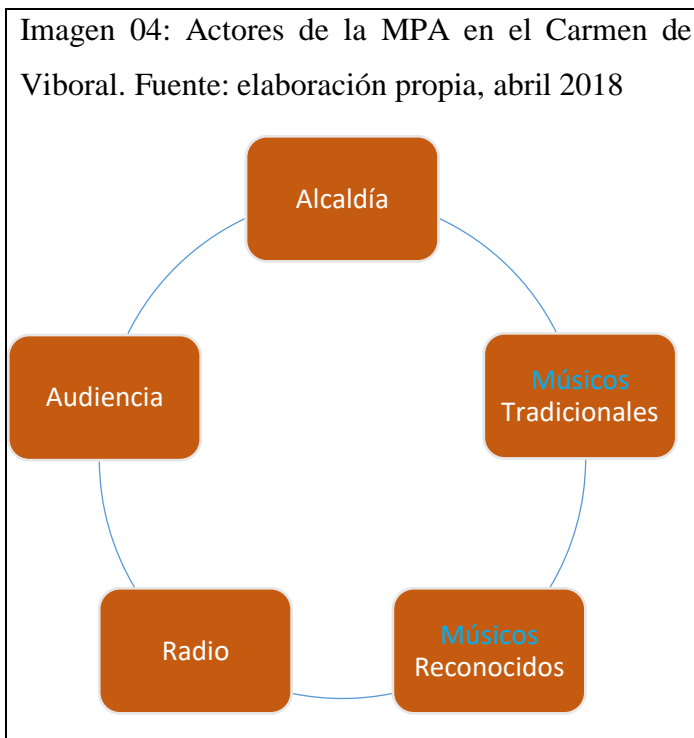 Imagen 04: Actores de la MPA en el Carmen de
Viboral. Fuente: elaboración propia, abril 2018
Alcaldía
Audiencia
Músicos
Tradicionales
Radio
Músicos
Reconocidos